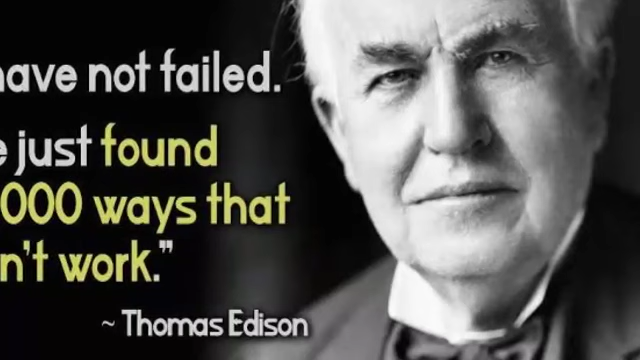 have not failed.
e just found
000 ways that
n't work."
~ Thomas Edison